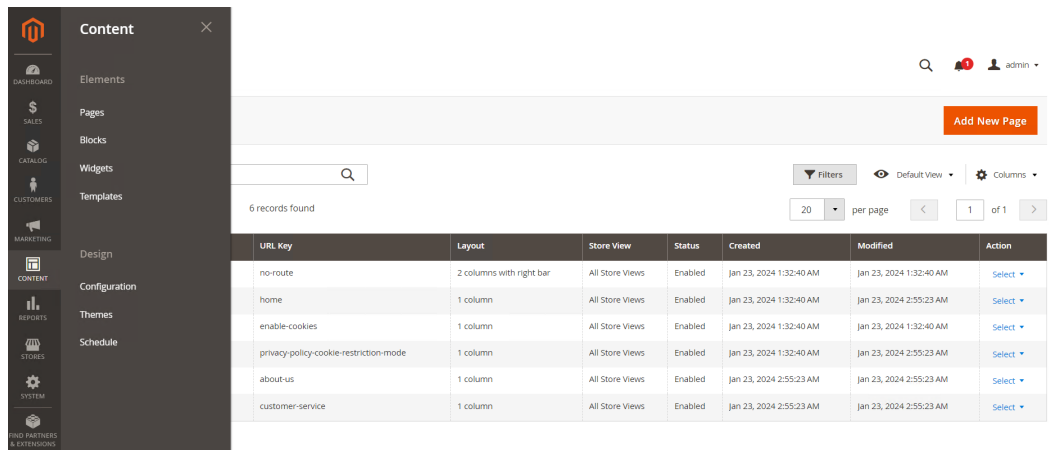 Content
DASHBOARD
SALES
CATALOG
CUSTOMERS
MARKETING
CONTENT
REPORTS
STORES
SYSTEM
FIND PARTNERS
& EXTENSIONS
Elements
Pages
Blocks
Widgets
Templates
Design
Configuration
Themes
Schedule
1 admin
Add New Page
Filters Default View Columns
6 records found 20 per page 1 of 1
URL Key Layout Store View Status Created Modified Action
no-route 2 columns with right bar All Store Views Enabled Jan 23, 2024 1:32:40 AM Jan 23, 2024 1:32:40 AM Select
home 1 column All Store Views Enabled Jan 23, 2024 1:32:40 AM Jan 23, 2024 2:55:23 AM Select
enable-cookies 1 column All Store Views Enabled Jan 23, 2024 1:32:40 AM Jan 23, 2024 1:32:40 AM Select
privacy-policy-cookie-restriction-mode 1 column All Store Views Enabled Jan 23, 2024 1:32:40 AM Jan 23, 2024 2:55:23 AM Select
about-us 1 column All Store Views Enabled Jan 23, 2024 2:55:23 AM Jan 23, 2024 2:55:23 AM Select
customer-service 1 column All Store Views Enabled Jan 23, 2024 2:55:23 AM Jan 23, 2024 2:55:23 AM Select